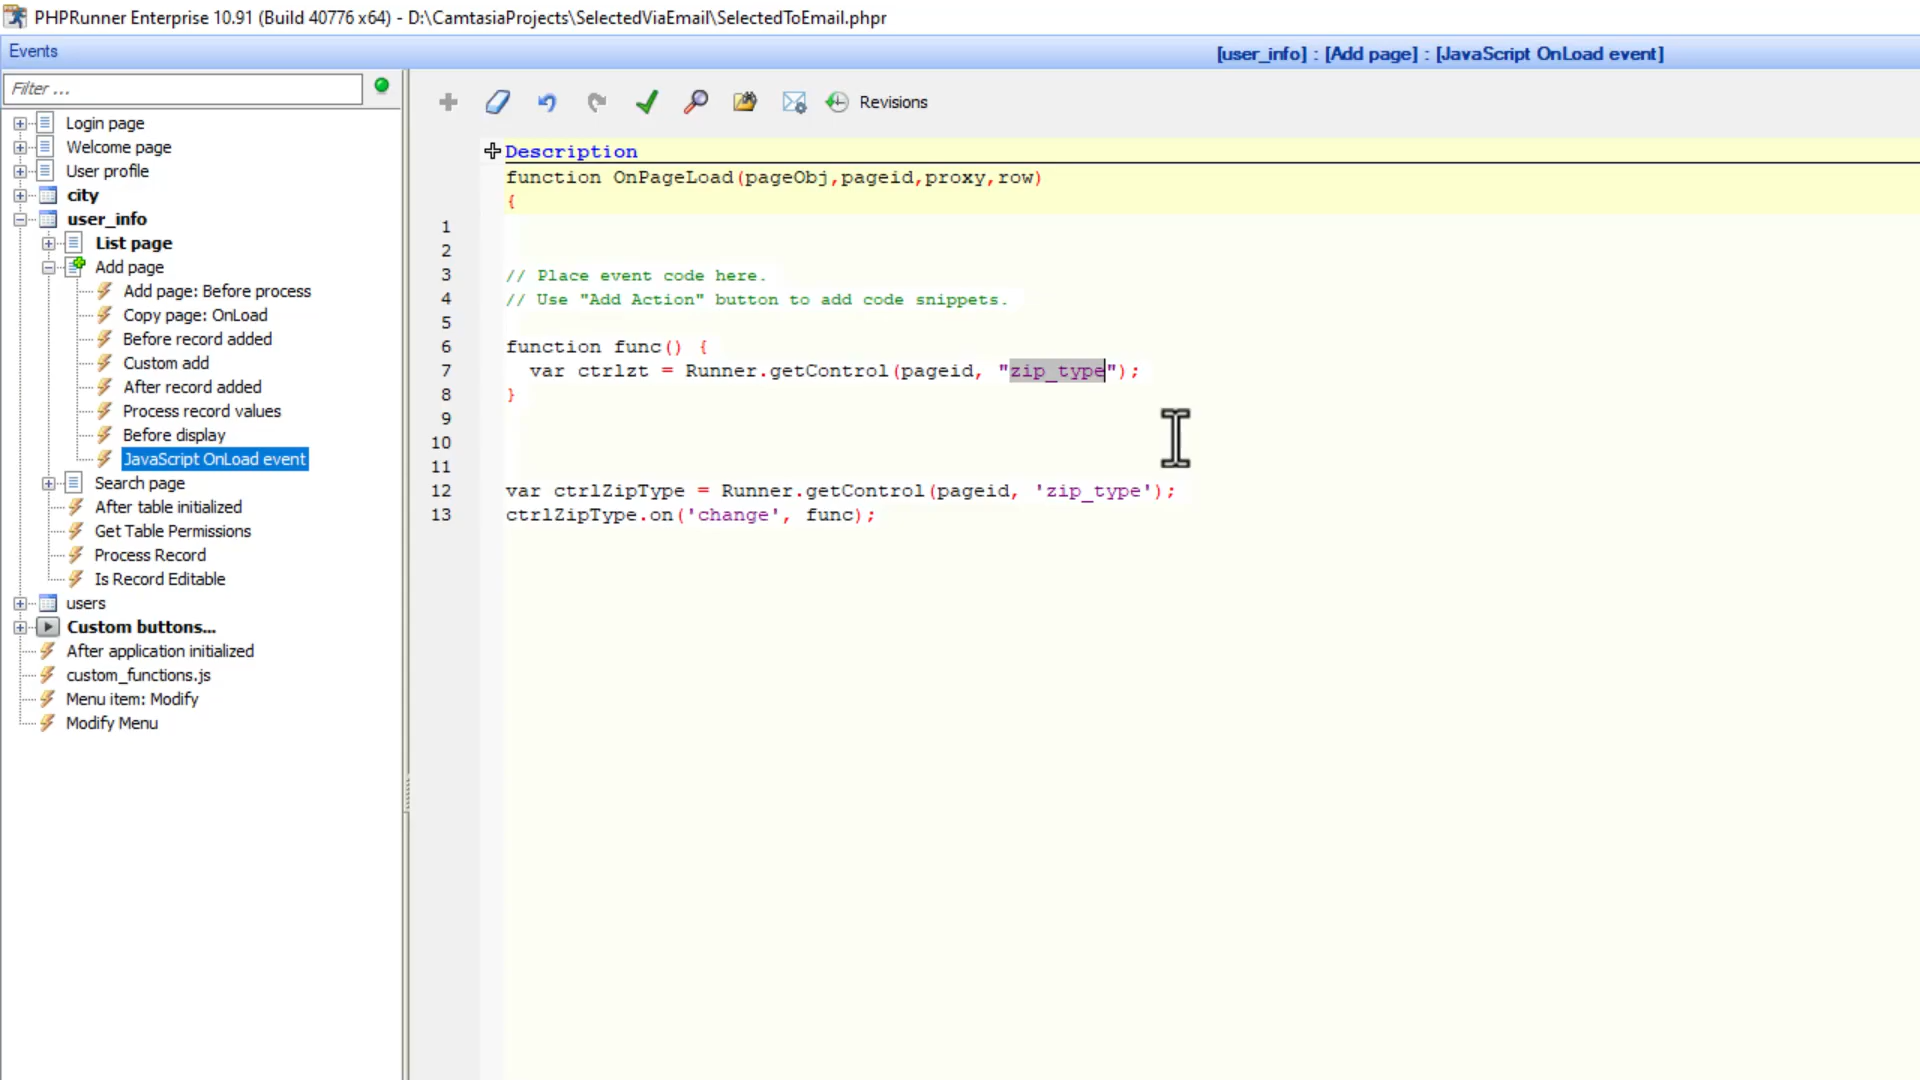 PHPRunner Enterprise 10.91 (Build 40776 x64) - D:\CamtasiaProjects\SelectedViaEmail\SelectedToEmail.phpr
Events
[user_info] : [Add page] : [JavaScript OnLoad event]
Filter ...
Revisions
Login page
Welcome page
User profile
city
user_info
List page
Add page
Add page: Before process
Copy page: OnLoad
Before record added
Custom add
After record added
Process record values
Before display
JavaScript OnLoad event
Search page
After table initialized
Get Table Permissions
Process Record
Is Record Editable
users
Custom buttons...
After application initialized
custom_functions.js
Menu item: Modify
Modify Menu
Description
function OnPageLoad(pageObj,pageid,proxy,row)
{
1
2
3 // Place event code here.
4 // Use "Add Action" button to add code snippets.
5
6 function func() {
7 var ctrlzt = Runner.getControl(pageid, "zip_type");
8 }
9
10
11
12 var ctrlZipType = Runner.getControl(pageid, 'zip_type');
13 ctrlZipType.on('change', func);